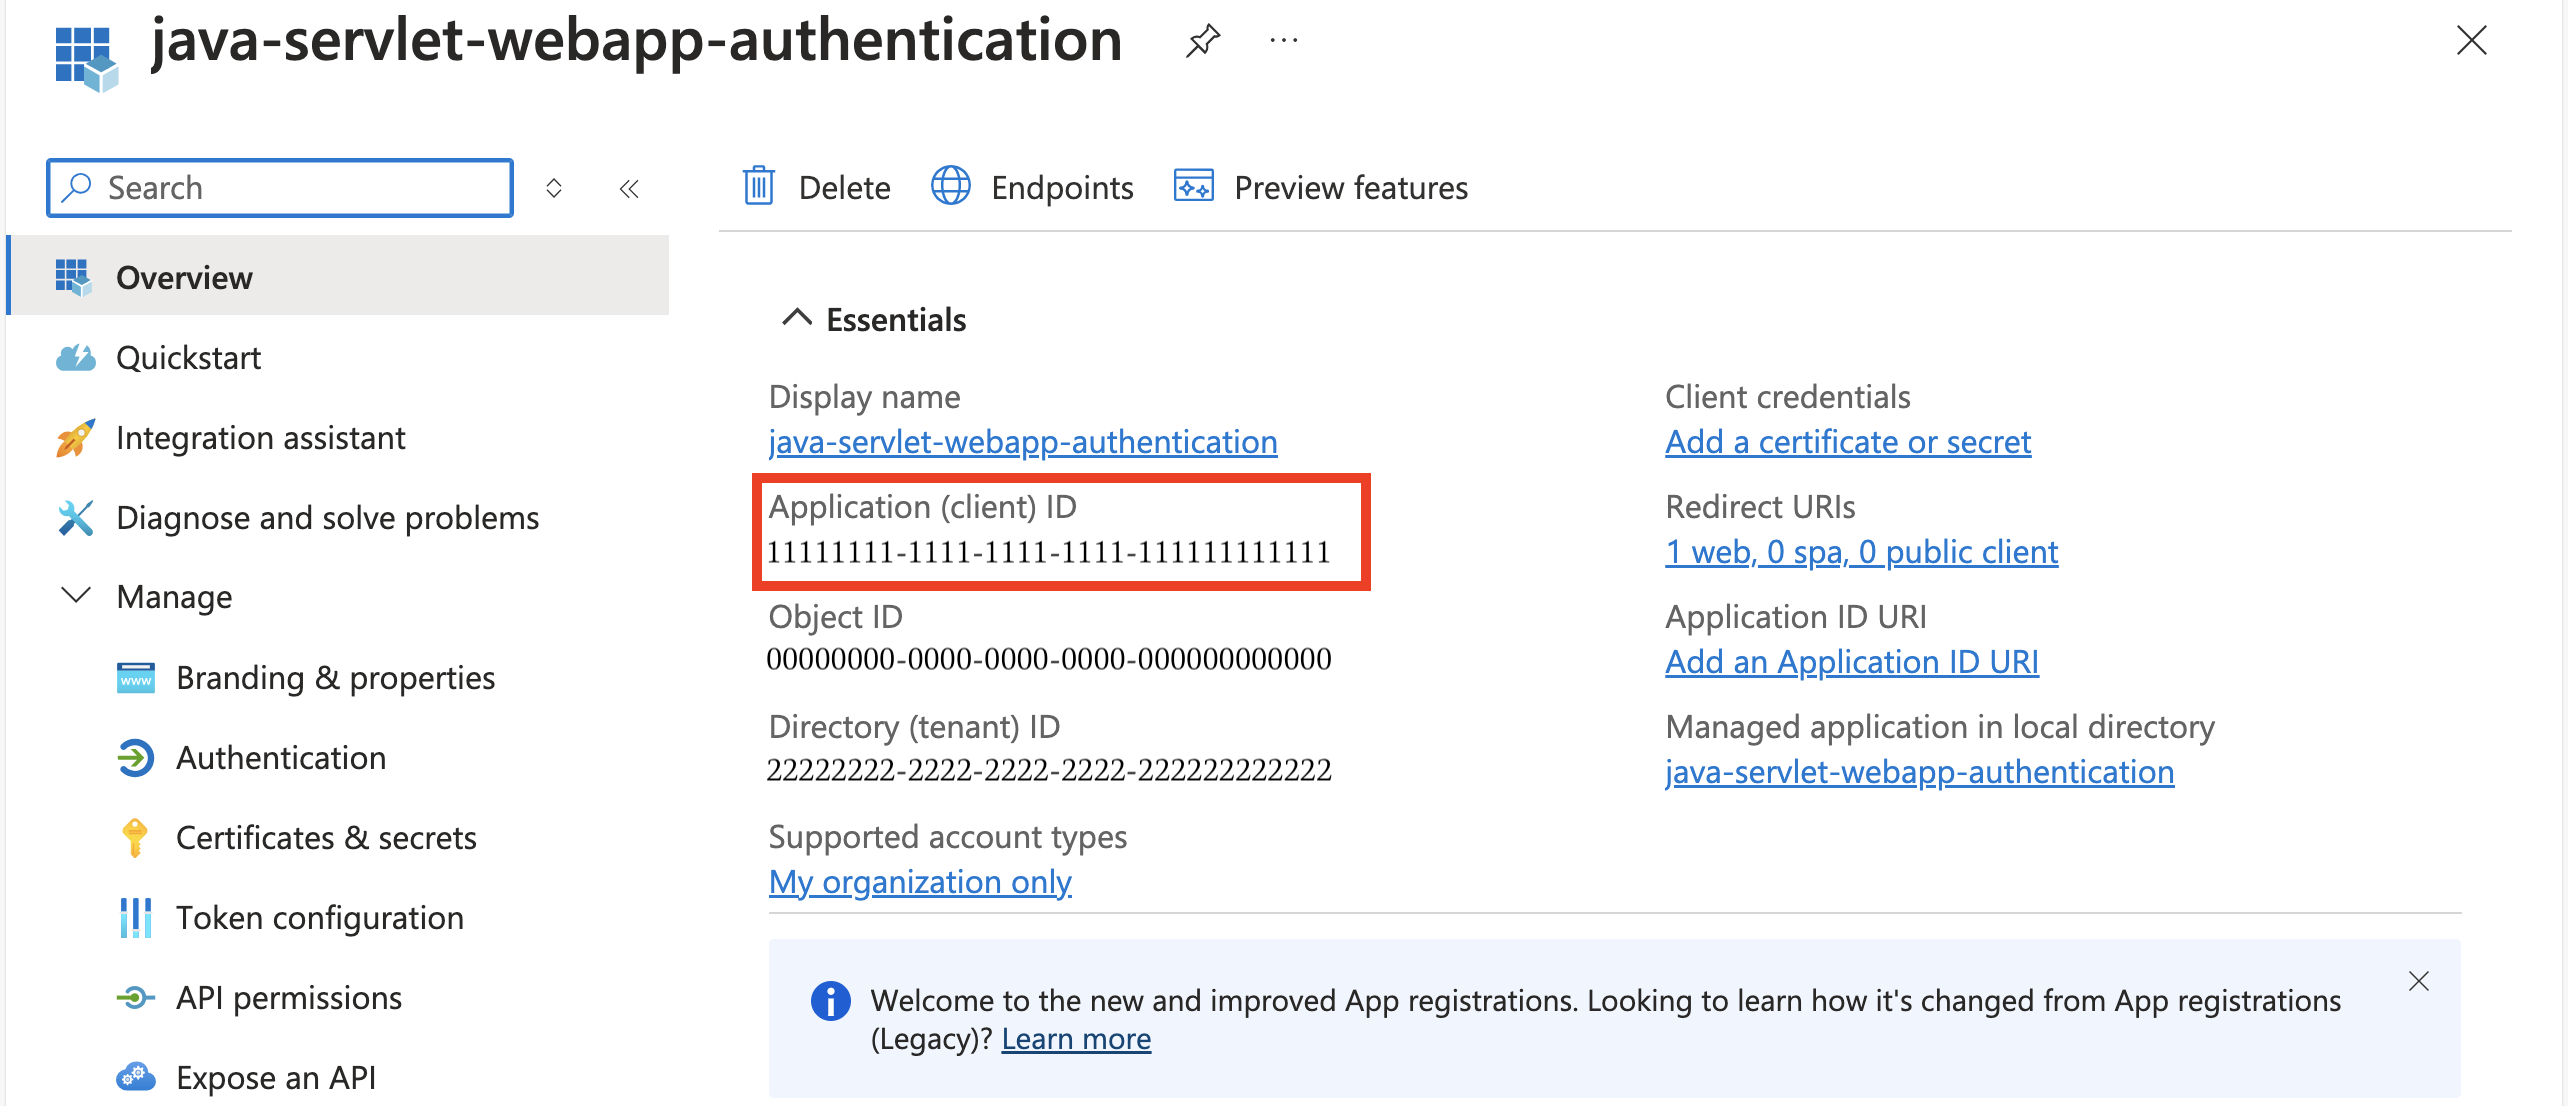 java-servlet-webapp-authentication
Search
Delete
Endpoints
Preview features
Overview
Quickstart
Integration assistant
Diagnose and solve problems
Manage
Branding & properties
Authentication
Certificates & secrets
Token configuration
API permissions
Expose an API
Essentials
Display name
java-servlet-webapp-authentication
Application (client) ID
11111111-1111-1111-1111-111111111111
Object ID
00000000-0000-0000-0000-000000000000
Directory (tenant) ID
22222222-2222-2222-2222-222222222222
Supported account types
My organization only
Client credentials
Add a certificate or secret
Redirect URIs
1 web, 0 spa, 0 public client
Application ID URI
Add an Application ID URI
Managed application in local directory
java-servlet-webapp-authentication
Welcome to the new and improved App registrations. Looking to learn how it's changed from App registrations
(Legacy)? Learn more